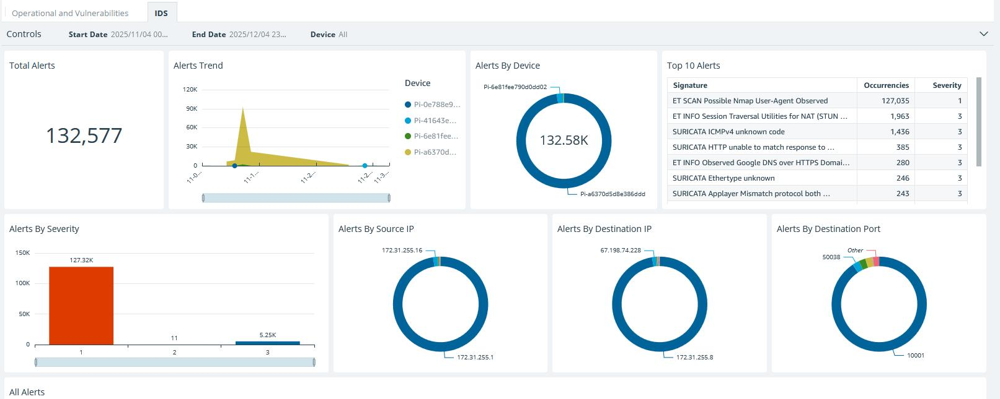 Operational and Vulnerabilities
IDS
Controls
Start Date 2025/11/04 00...
End Date 2025/12/04 23...
Device All
Total Alerts
132,577
Alerts Trend
120K
90K
60K
30K
0
11-0...
11-1...
11-2...
11-2...
11-3...
Device
Pi-0e788e9...
Pi-41643e...
Pi-6e81fee...
Pi-a6370d...
Alerts By Device
Pi-6e81fee790d0dd02
132.58K
Pi-a6370d5d8e386ddd
Top 10 Alerts
Signature Occurrencies Severity
ET SCAN Possible Nmap User-Agent Observed 127,035 1
ET INFO Session Traversal Utilities for NAT (STUN ... 1,963 3
SURICATA ICMPv4 unknown code 1,436 3
SURICATA HTTP unable to match response to ... 385 3
ET INFO Observed Google DNS over HTTPS Domai... 280 3
SURICATA Ethertype unknown 246 3
SURICATA Applayer Mismatch protocol both ... 243 3
Alerts By Severity
150K
100K
50K
0
127.32K
11
5.25K
1
2
3
Alerts By Source IP
172.31.255.16
172.31.255.1
Alerts By Destination IP
67.198.74.228
172.31.255.8
Alerts By Destination Port
Other
50038
10001
All Alerts